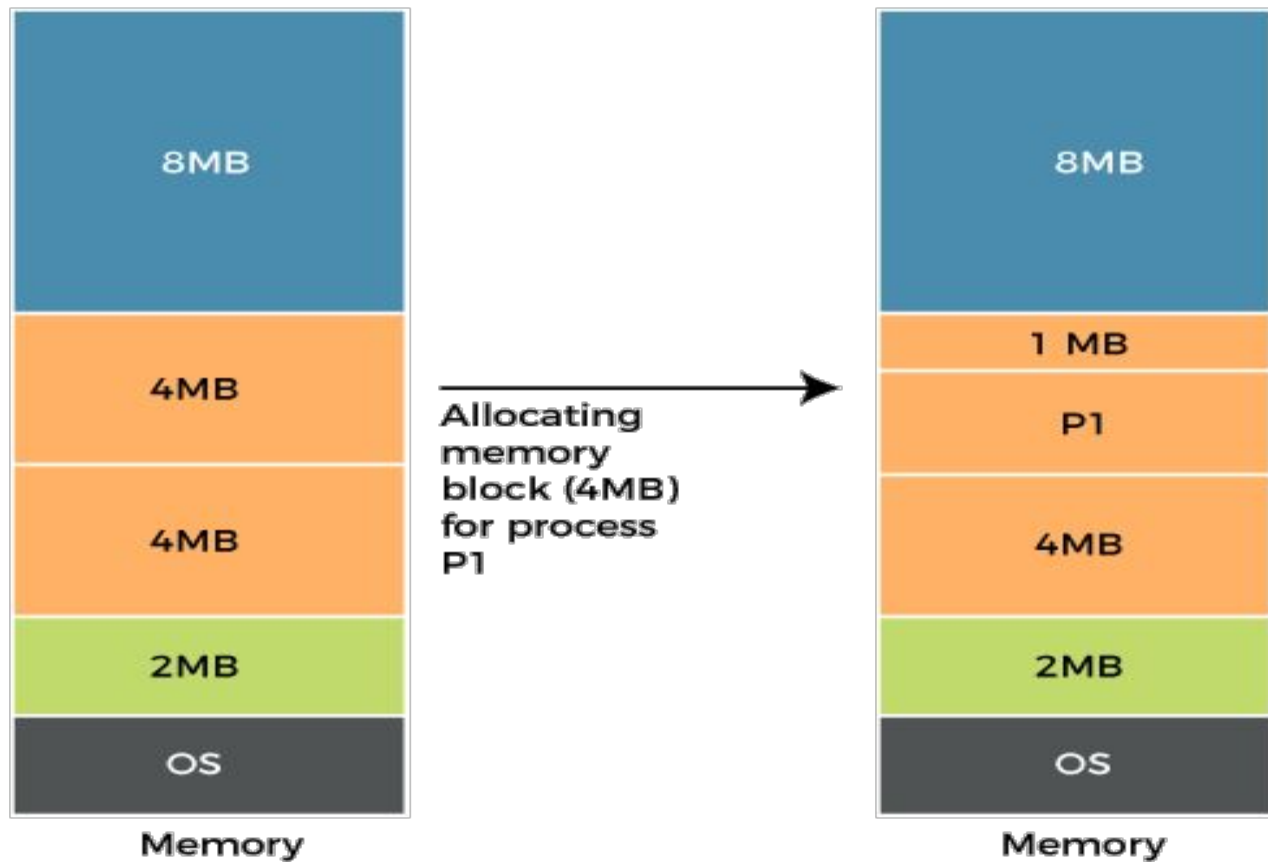 8MB
4MB
4MB
2MB
OS
Memory
Allocating
memory
block (4MB)
for process
P1
8MB
1 MB
P1
4MB
2MB
OS
Memory